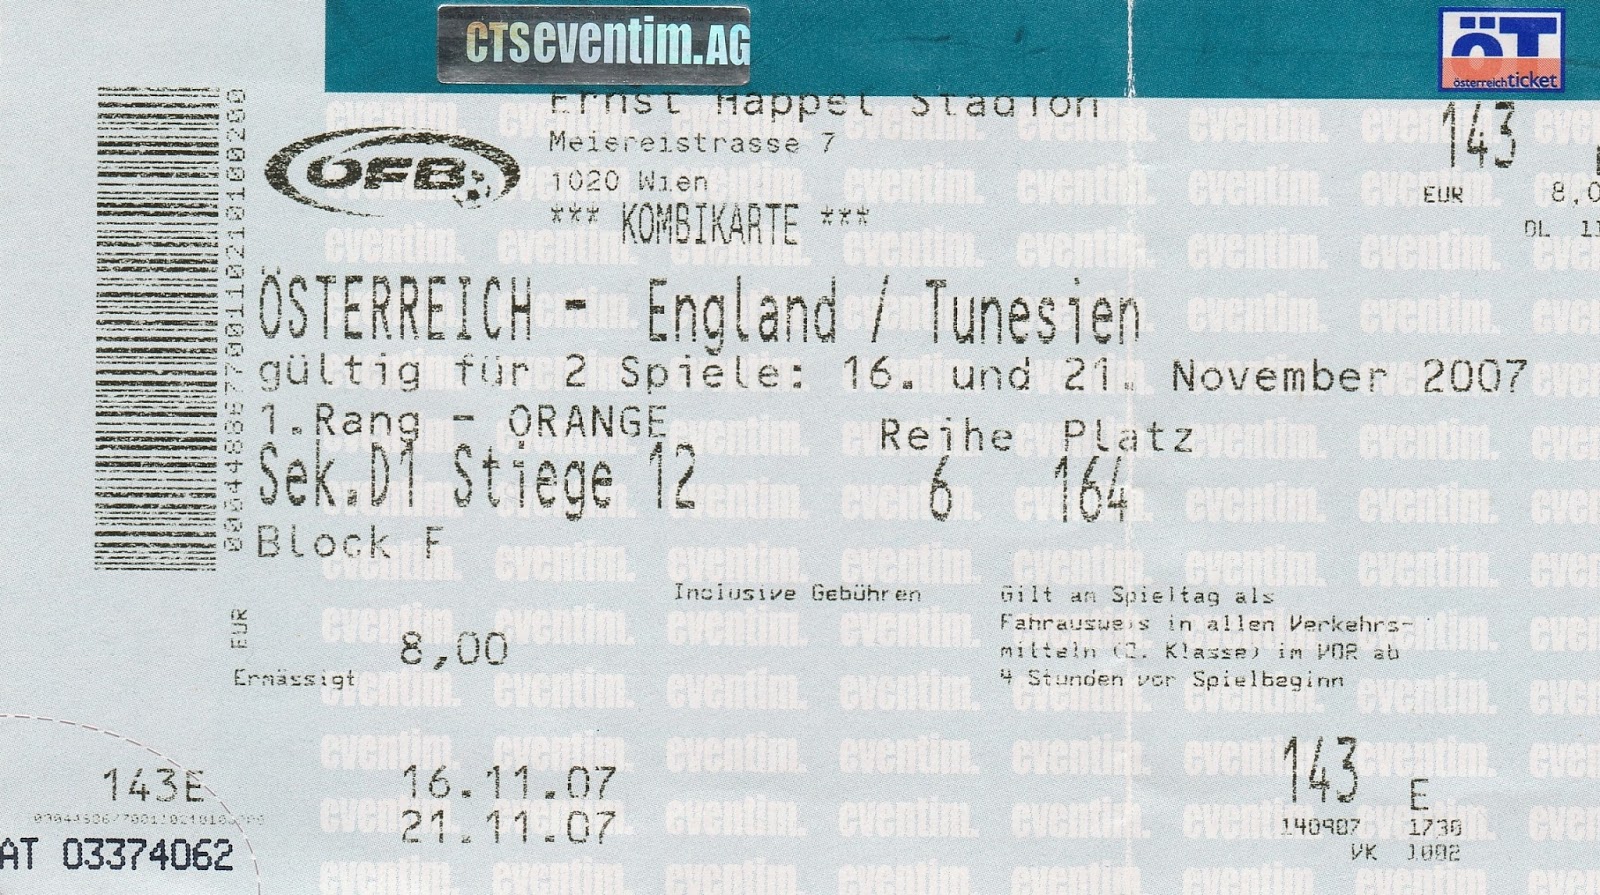 CTSeventim.AG
ÖT
österreichticket
Ernst Happel Stadion
Meiereistrasse 7
1020 Wien
ÖFB
*** KOMBIKARTE ***
143
EUR 8,0
DL
ÖSTERREICH - England / Tunesien
gültig für 2 Spiele: 16. und 21. November 2007
1.Rang - ORANGE
Reihe Platz
Sek.D1 Stiege 12 6 164
Block F
Inclusive Gebühren
EUR 8,00
Ermässigt
Gilt am Spieltag als
Fahrausweis in allen Verkehrs-
mitteln (2. Klasse) im VOR ab
4 Stunden vor Spielbeginn
143E
16.11.07
21.11.07
AT 03374062
143 E
140907 1730
VK 1002